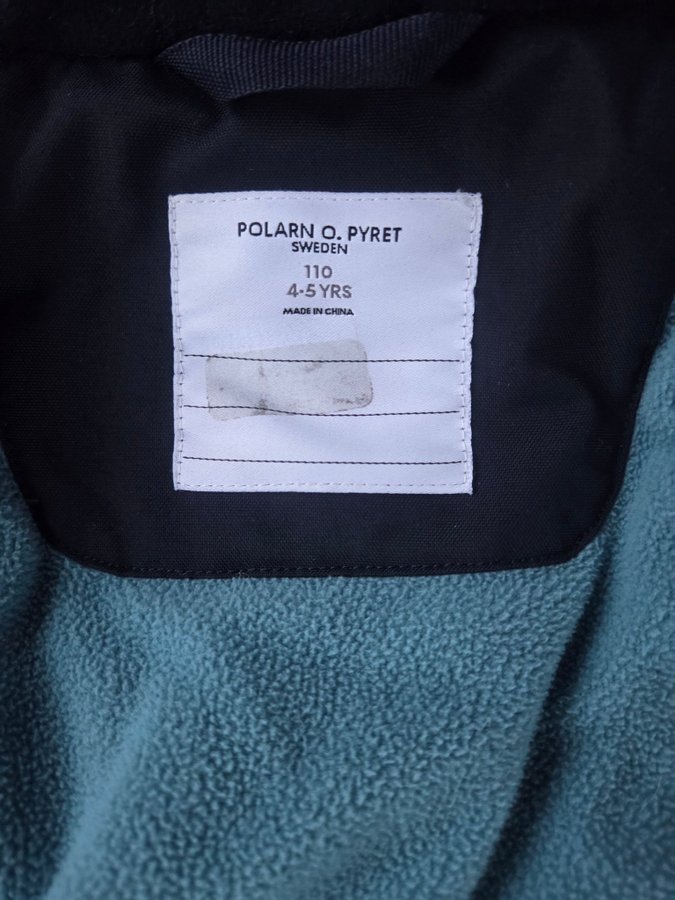 POLARN O. PYRET
SWEDEN
110
4-5 YRS
MADE IN CHINA